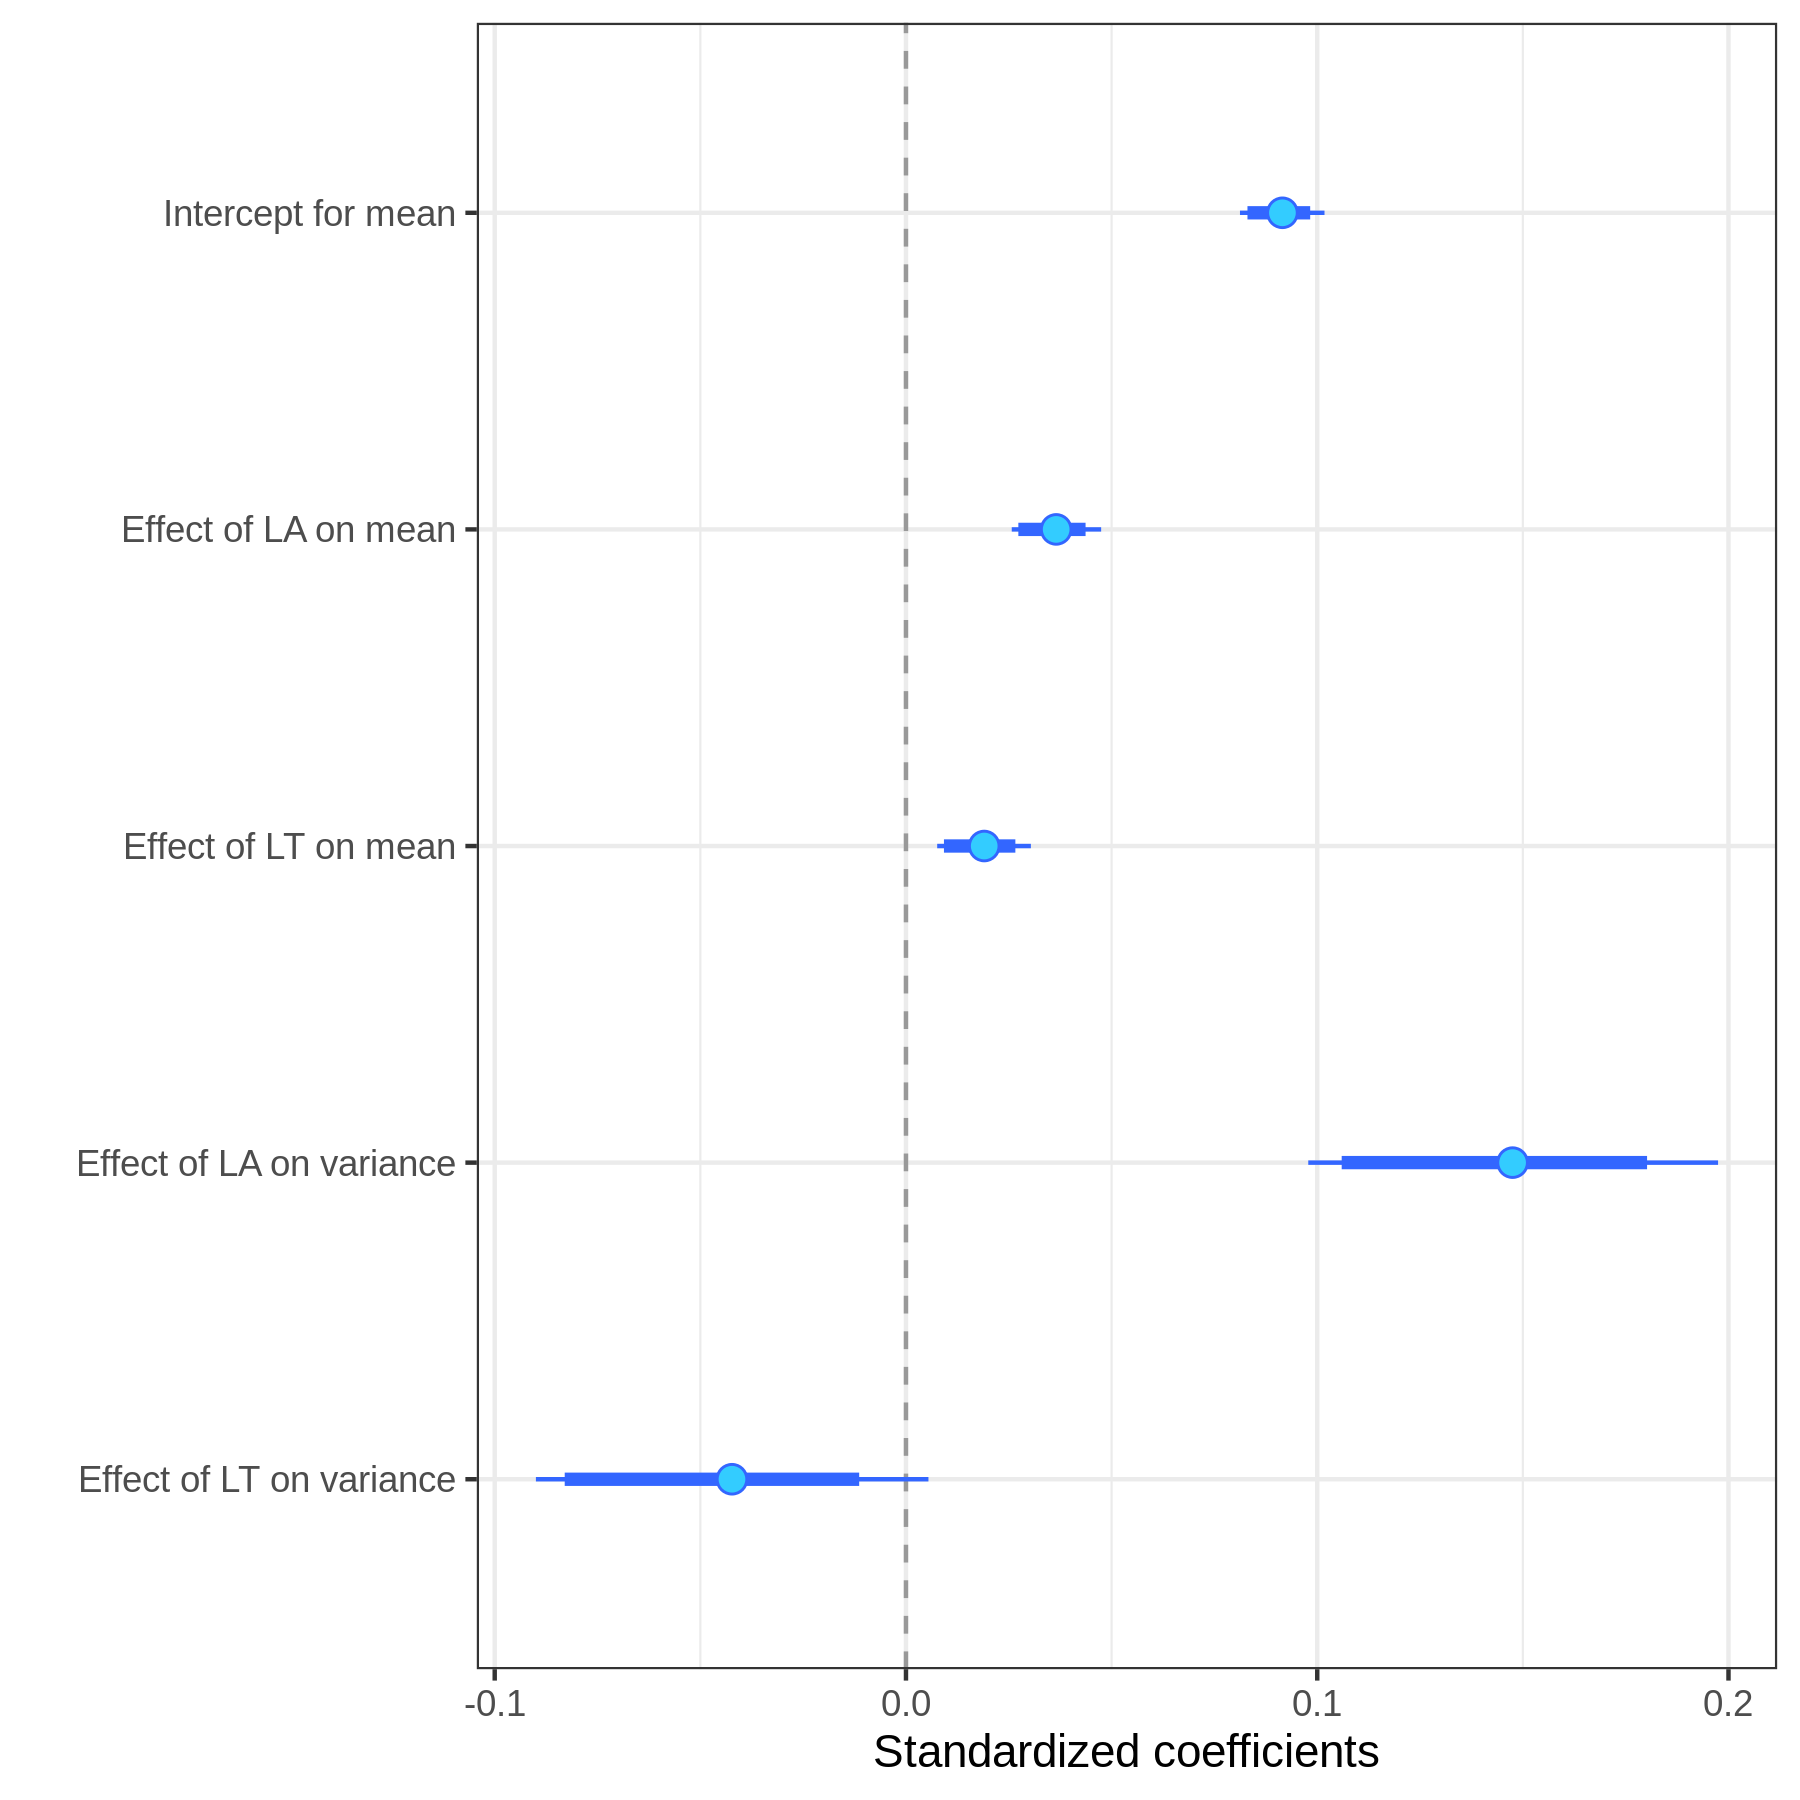 Intercept for mean
Effect of LA on mean
Effect of LT on mean
Effect of LA on variance
Effect of LT on variance
-0.1 0.0 0.1 0.2
Standardized coefficients